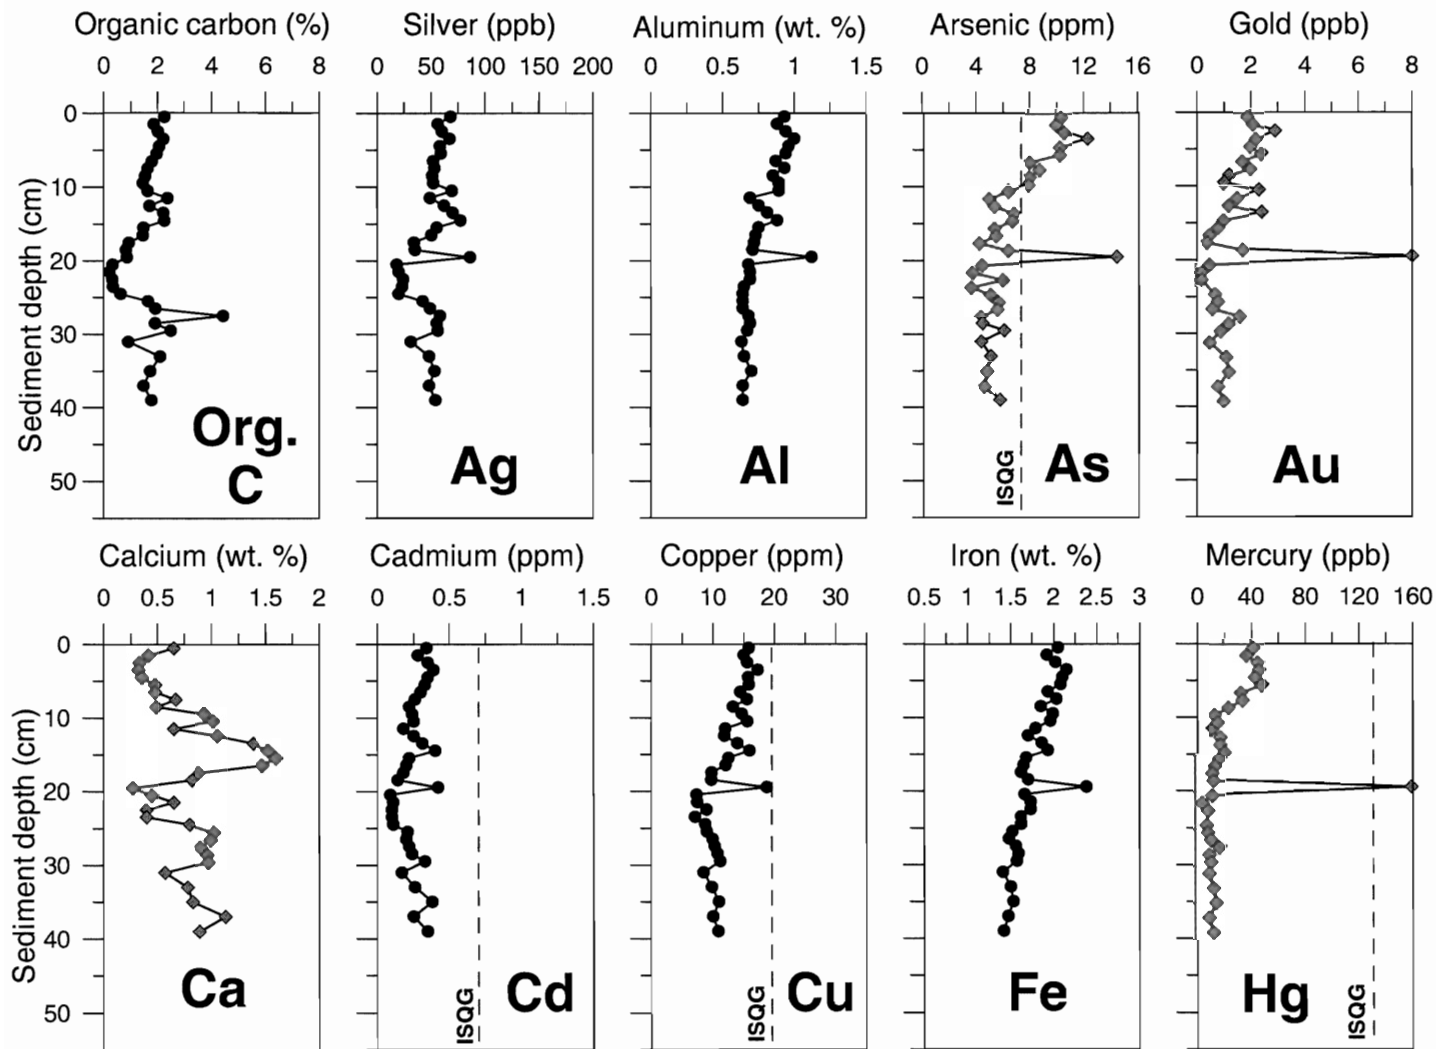 Organic carbon (%) Silver (ppb) Aluminum (wt. %) Arsenic (ppm) Gold (ppb)
0 2 4 6 8 0 50 100 150 200 0 0.5 1 1.5 0 4 8 12 16 0 2 4 6 8
Sediment depth (cm)
0
10
20
30
40
50
Org.
C
Ag
Al
ISQG
As
Au
Calcium (wt. %) Cadmium (ppm) Copper (ppm) Iron (wt. %) Mercury (ppb)
0 0.5 1 1.5 2 0 0.5 1 1.5 0 10 20 30 0.5 1 1.5 2 2.5 3 0 40 80 120 160
Sediment depth (cm)
0
10
20
30
40
50
Ca
ISQG
Cd
ISQG
Cu
Fe
Hg
ISQG